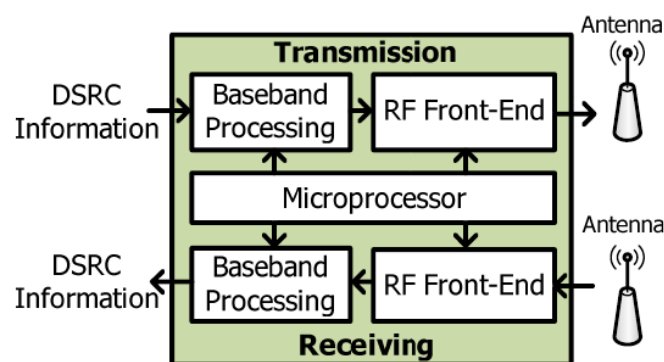 Antenna
Transmission
DSRC
Information
Baseband
Processing
RF Front-End
Microprocessor
Antenna
DSRC
Information
Baseband
Processing
RF Front-End
Receiving